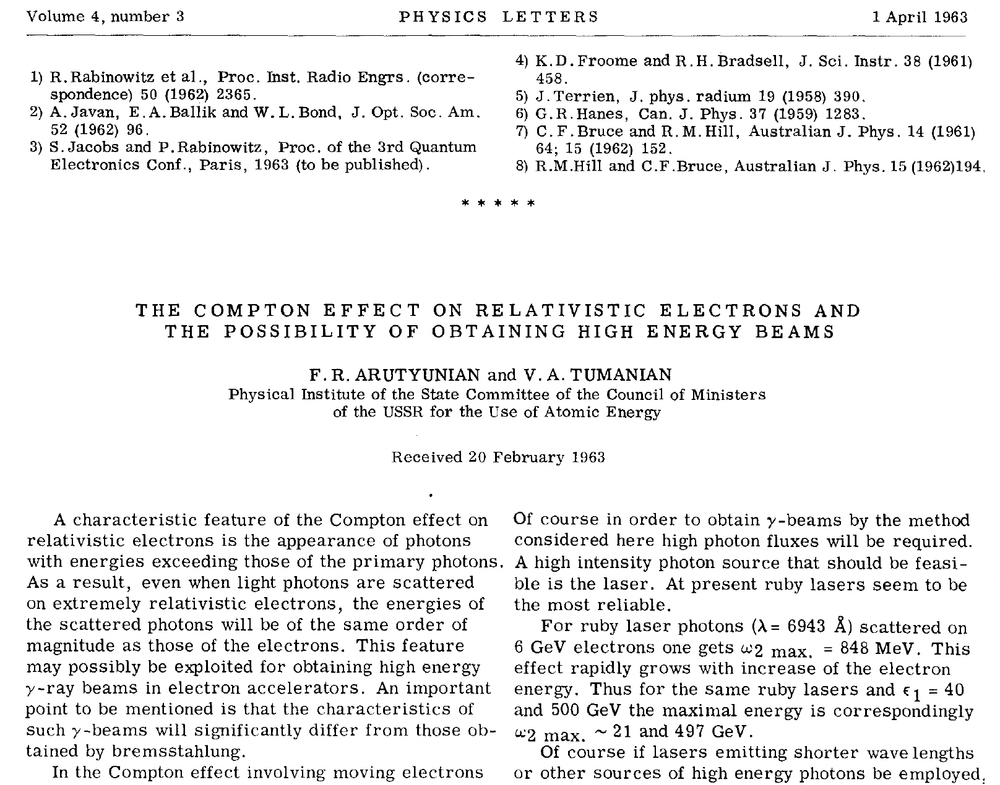 Volume 4, number 3 PHYSICS LETTERS 1 April 1963
1) R. Rabinowitz et al., Proc. Inst. Radio Engrs. (corre-
spondence) 50 (1962) 2365.
2) A. Javan, E. A. Ballik and W. L. Bond, J. Opt. Soc. Am.
52 (1962) 96.
3) S. Jacobs and P. Rabinowitz, Proc. of the 3rd Quantum
Electronics Conf., Paris, 1963 (to be published).
4) K. D. Froome and R. H. Bradsell, J. Sci. Instr. 38 (1961)
458.
5) J. Terrien, J. phys. radium 19 (1958) 390.
6) G. R. Hanes, Can. J. Phys. 37 (1959) 1283.
7) C. F. Bruce and R. M. Hill, Australian J. Phys. 14 (1961)
64; 15 (1962) 152.
8) R.M.Hill and C.F.Bruce, Australian J. Phys. 15 (1962)194.
* * * * *
THE COMPTON EFFECT ON RELATIVISTIC ELECTRONS AND
THE POSSIBILITY OF OBTAINING HIGH ENERGY BEAMS
F. R. ARUTYUNIAN and V. A. TUMANIAN
Physical Institute of the State Committee of the Council of Ministers
of the USSR for the Use of Atomic Energy
Received 20 February 1963
A characteristic feature of the Compton effect on
relativistic electrons is the appearance of photons
with energies exceeding those of the primary photons.
As a result, even when light photons are scattered
on extremely relativistic electrons, the energies of
the scattered photons will be of the same order of
magnitude as those of the electrons. This feature
may possibly be exploited for obtaining high energy
γ-ray beams in electron accelerators. An important
point to be mentioned is that the characteristics of
such γ-beams will significantly differ from those ob-
tained by bremsstahlung.
In the Compton effect involving moving electrons
Of course in order to obtain γ-beams by the method
considered here high photon fluxes will be required.
A high intensity photon source that should be feasi-
ble is the laser. At present ruby lasers seem to be
the most reliable.
For ruby laser photons (λ = 6943 Å) scattered on
6 GeV electrons one gets ω2 max. = 848 MeV. This
effect rapidly grows with increase of the electron
energy. Thus for the same ruby lasers and ϵ1 = 40
and 500 GeV the maximal energy is correspondingly
ω2 max. ~ 21 and 497 GeV.
Of course if lasers emitting shorter wave lengths
or other sources of high energy photons be employed,